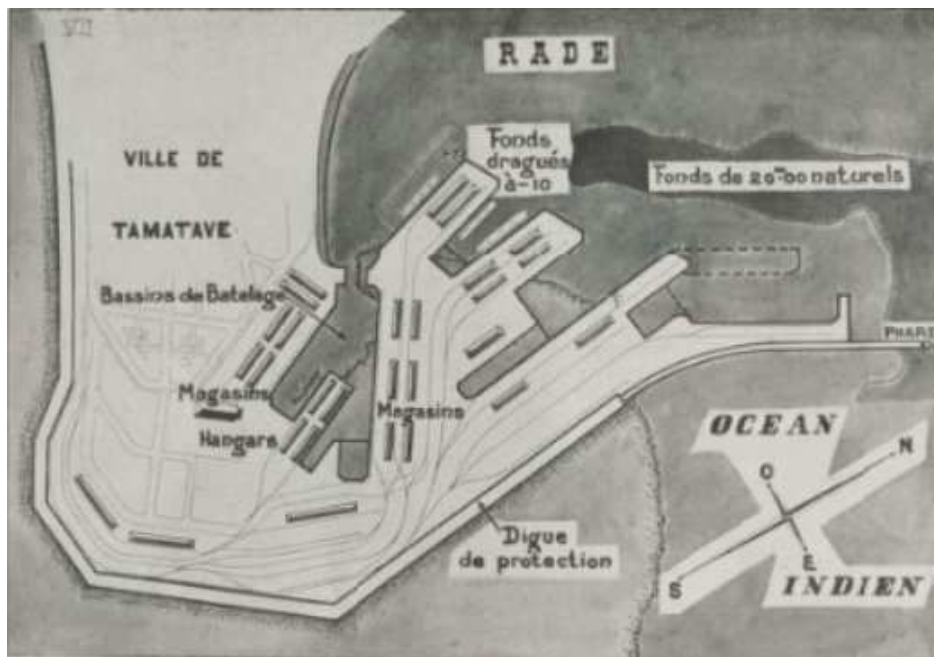 VII
RADE
Fonds
dragués
à-10
Fonds de 20m00 naturels
VILLE DE
TAMATAVE
Bassins de Batelage
Magasins
Hangars
Magasins
PHARE
OCEAN
N
O
E
S
INDIEN
Digue
de protection